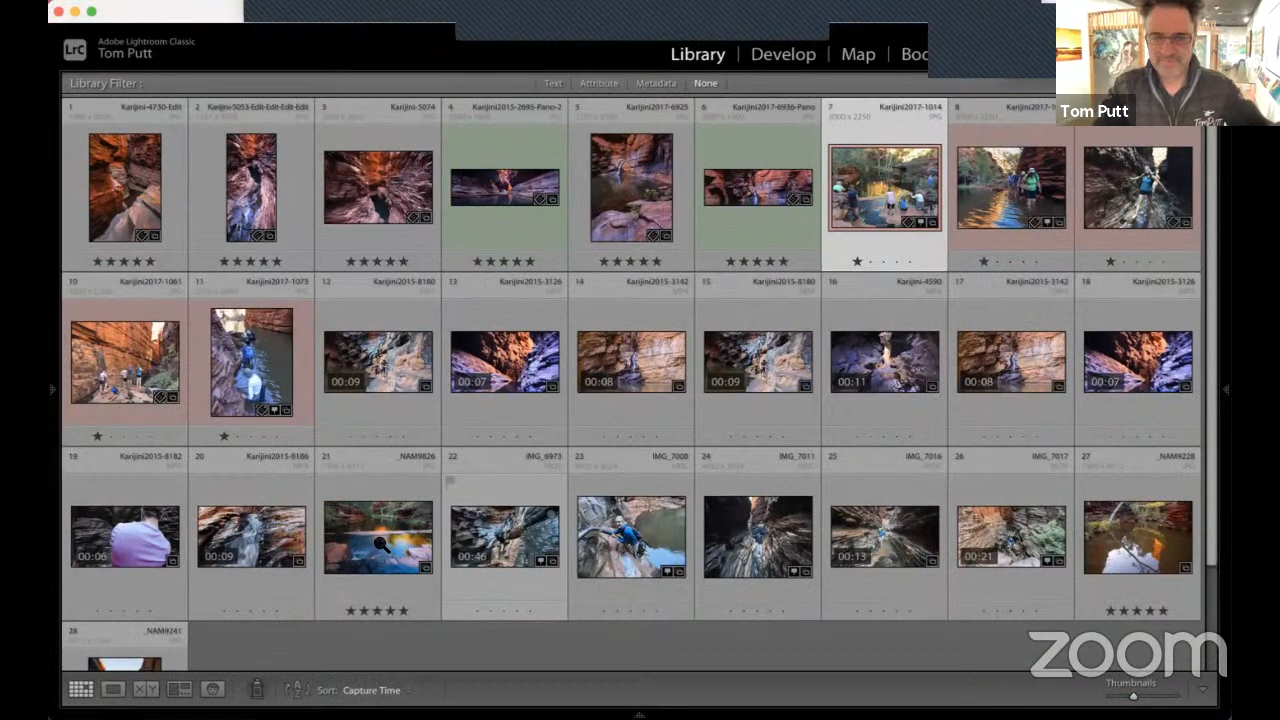 LrC
Adobe Lightroom Classic
Tom Putt
Library | Develop | Map |
Library Filter :
Text Attribute Metadata None
Tom Putt
1 Karijini-4730-Edit
2 Karijini-5053-Edit-Edit-Edit-Edit
3 Karijini-5074
4 Karijini2015-2695-Pano-2
5 Karijini2017-6925
6 Karijini2017-6936-Pano
7 Karijini2017-1014
8
JPG
★★★★★ ★★★★★ ★★★★★ ★★★★★ ★★★★★ ★★★★★ ★ ★ ★
10 Karijini2017-1061
11 Karijini2017-1073
12 Karijini2015-8180
13 Karijini2015-3126
14 Karijini2015-3142
15 Karijini2015-8180
16 Karijini-4590
17 Karijini2015-3142
18 Karijini2015-3126
00:09 00:07 00:08 00:09 00:11 00:08 00:07
★ ★
19 Karijini2015-8182
20 Karijini2015-8186
21 _NAM9826
22 IMG_6973
23 IMG_7008
24 IMG_7011
25 IMG_7016
26 IMG_7017
27 _NAM9228
00:06 00:09 00:46 00:13 00:21
★★★★★ ★★★★★
28 _NAM9241
zoom
XY
Sort: Capture Time
Thumbnails